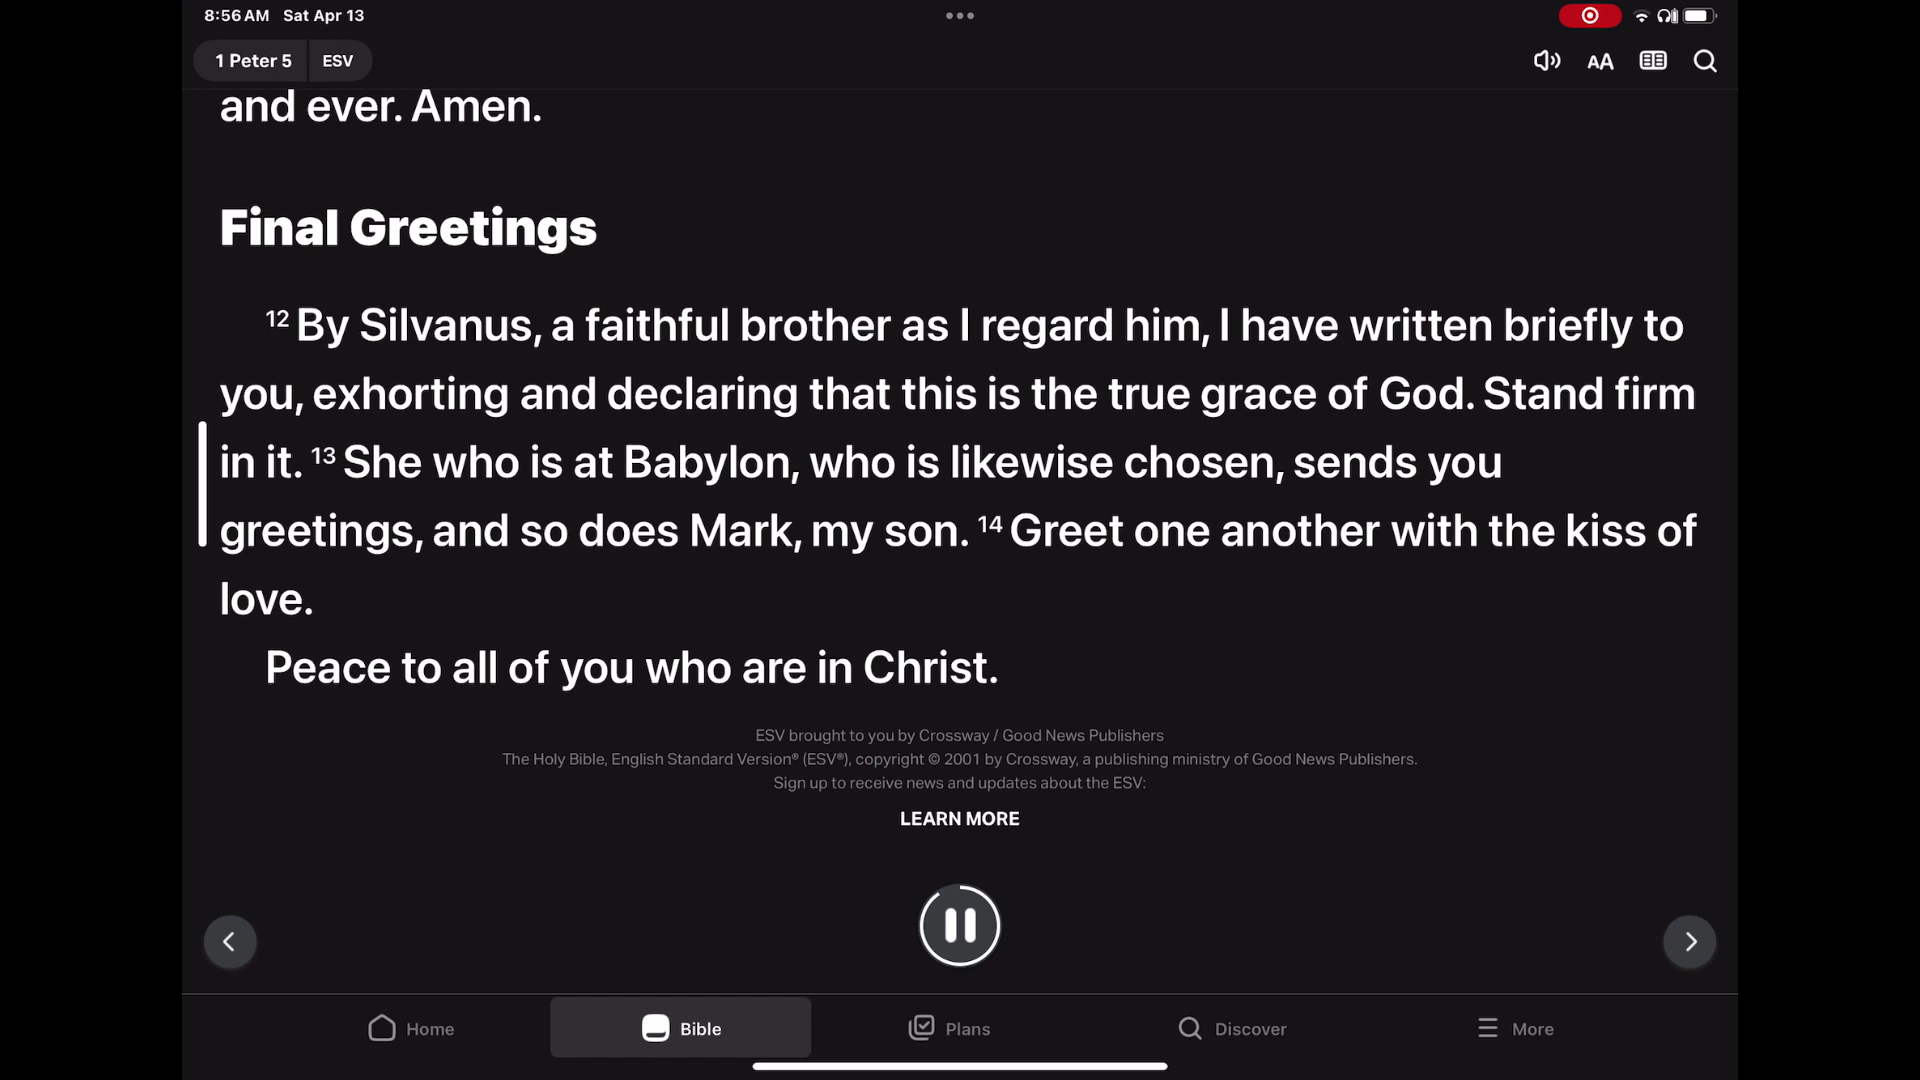 8:56 AM Sat Apr 13
1 Peter 5 ESV AA
and ever. Amen.
Final Greetings
12 By Silvanus, a faithful brother as I regard him, I have written briefly to
you, exhorting and declaring that this is the true grace of God. Stand firm
in it. 13 She who is at Babylon, who is likewise chosen, sends you
greetings, and so does Mark, my son. 14 Greet one another with the kiss of
love.
Peace to all of you who are in Christ.
ESV brought to you by Crossway / Good News Publishers
The Holy Bible, English Standard Version® (ESV®), copyright © 2001 by Crossway, a publishing ministry of Good News Publishers.
Sign up to receive news and updates about the ESV:
LEARN MORE
Home Bible Plans Discover More